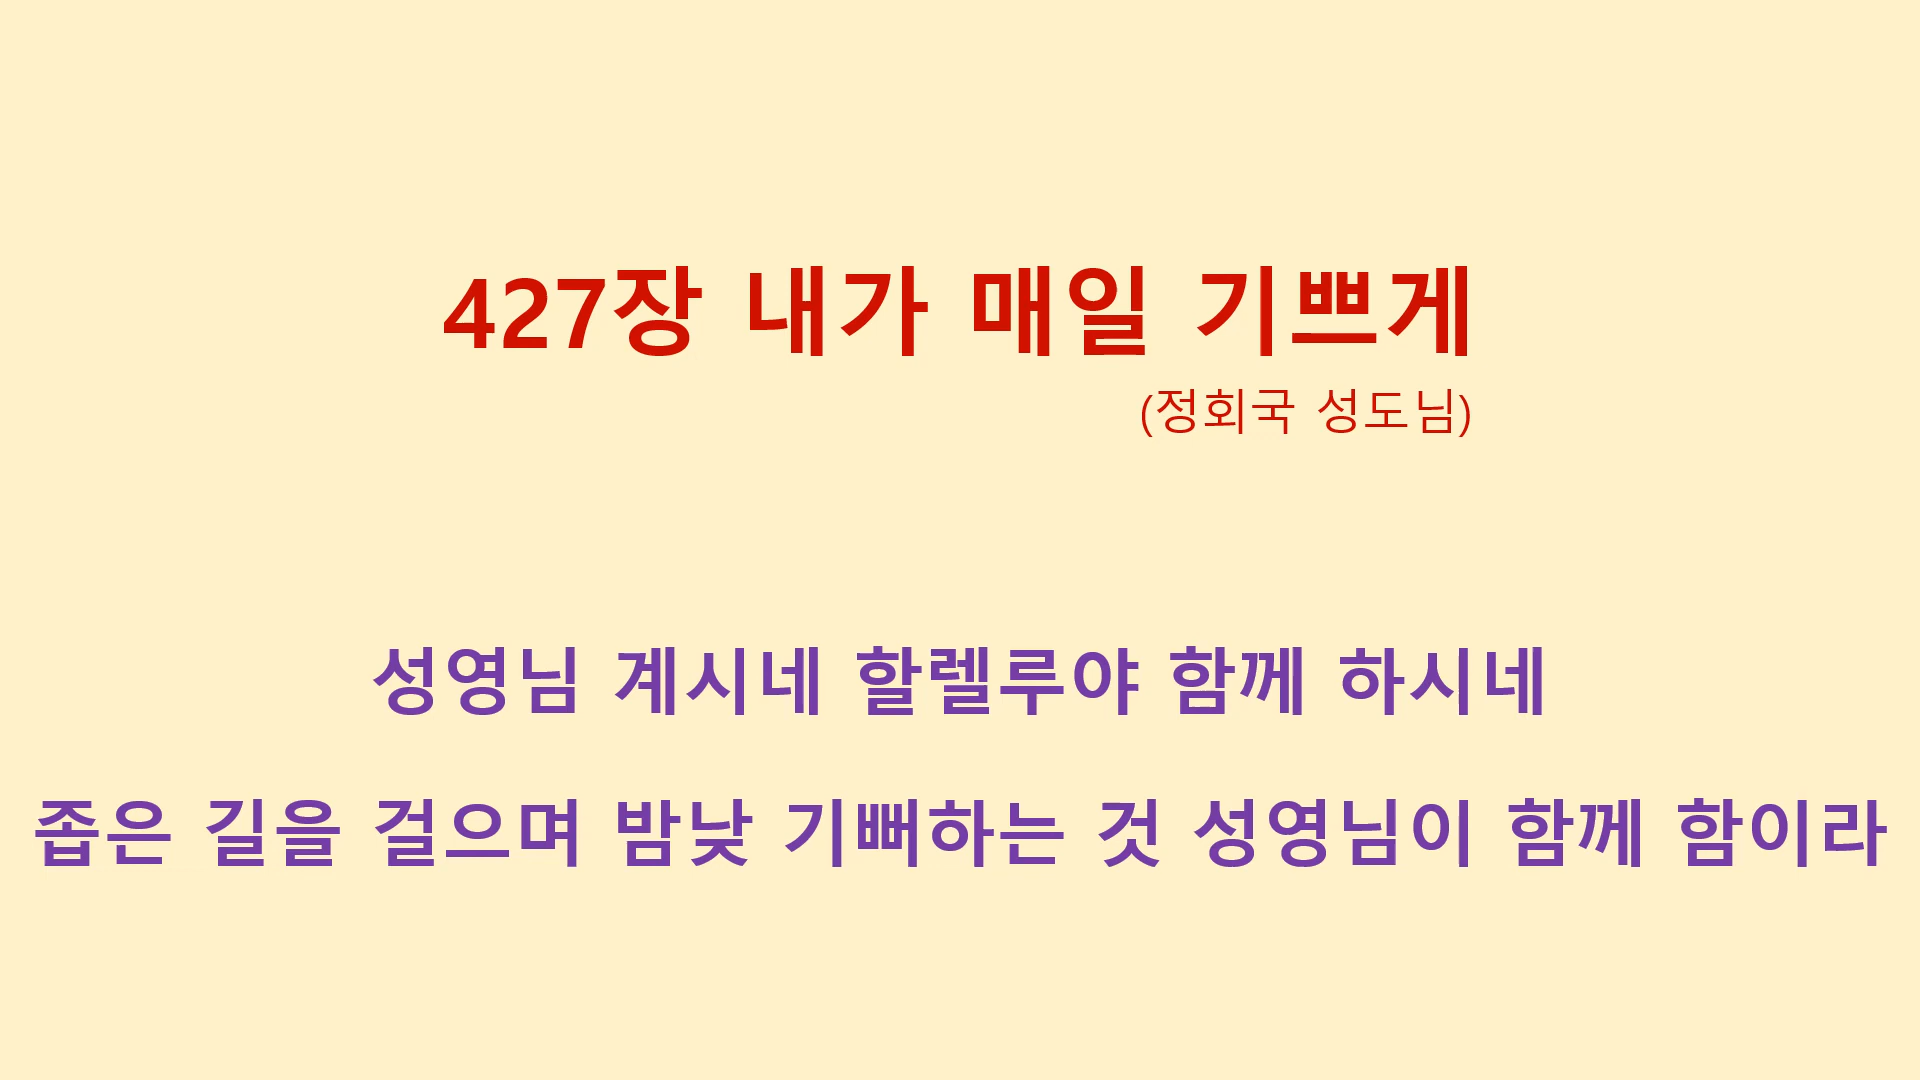 427장 내가 매일 기쁘게
(정회국 성도님)
성영님 계시네 할렐루야 함께 하시네
좁은 길을 걸으며 밤낮 기뻐하는 것 성영님이 함께 함이라